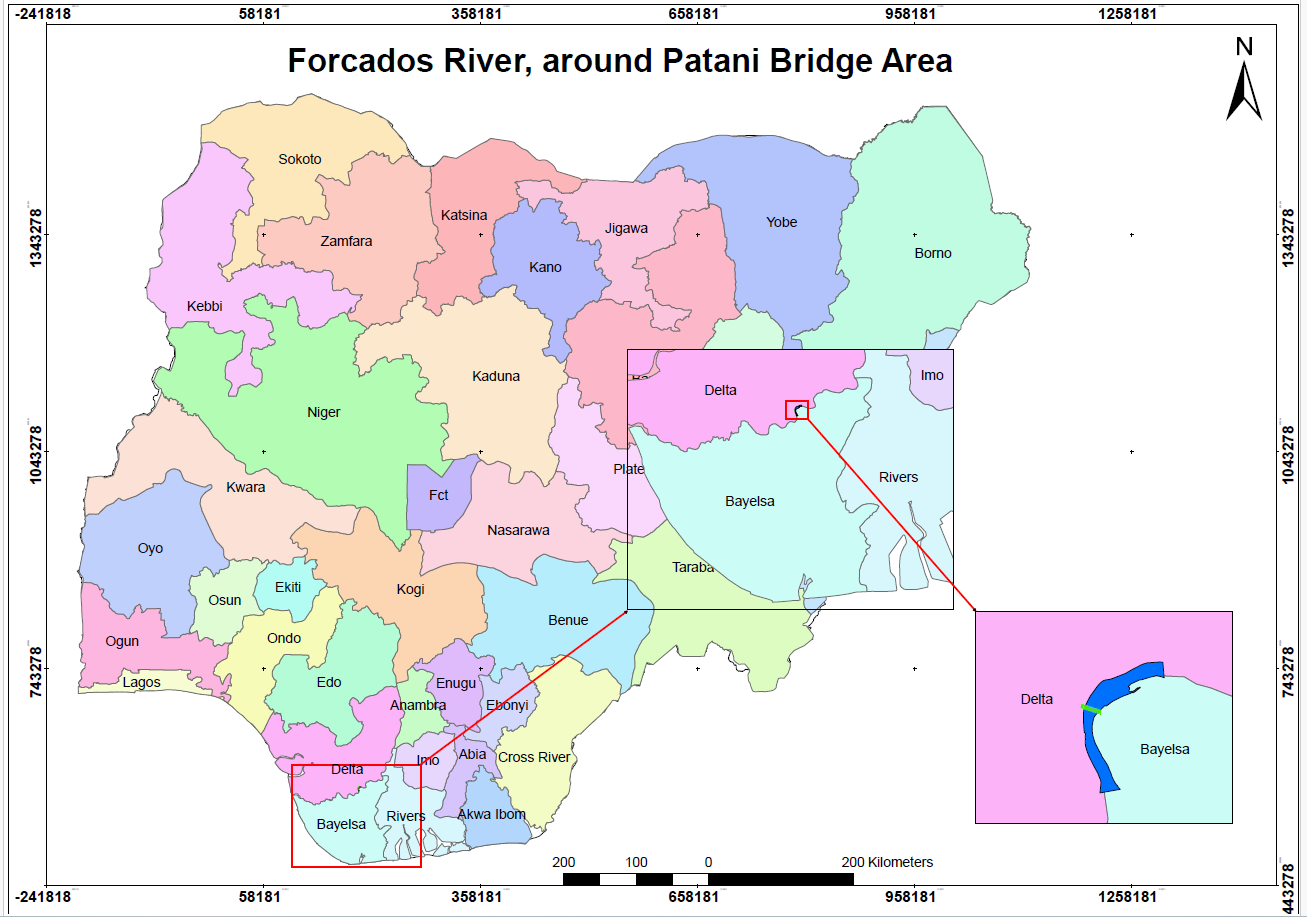 -241818 58181 358181 658181 958181 1258181
Forcados River, around Patani Bridge Area
N
Sokoto
Katsina
Zamfara
Jigawa
Yobe
Kano
Borno
1343278
1343278
Kebbi
Kaduna
Niger
Delta
Imo
1043278
1043278
Plate
Kwara
Fct
Rivers
Bayelsa
Nasarawa
Oyo
Taraba
Ekiti
Kogi
Osun
Benue
Ogun
Ondo
743278
743278
Lagos
Edo
Enugu
Anambra
Ebonyi
Delta
Bayelsa
Abia
Imo
Cross River
Delta
Rivers
Akwa Ibom
Bayelsa
200 100 0 200 Kilometers
443278
-241818 58181 358181 658181 958181 1258181